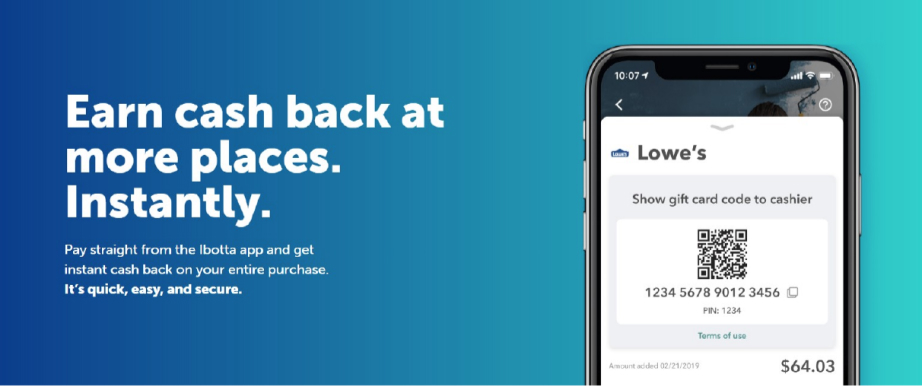 Earn cash back at
more places.
Instantly.
Pay straight from the Ibotta app and get
instant cash back on your entire purchase.
It's quick, easy, and secure.
10:07
LOWE'S
Lowe's
Show gift card code to cashier
1234 5678 9012 3456
PIN: 1234
Terms of use
Amount added 02/21/2019
$64.03